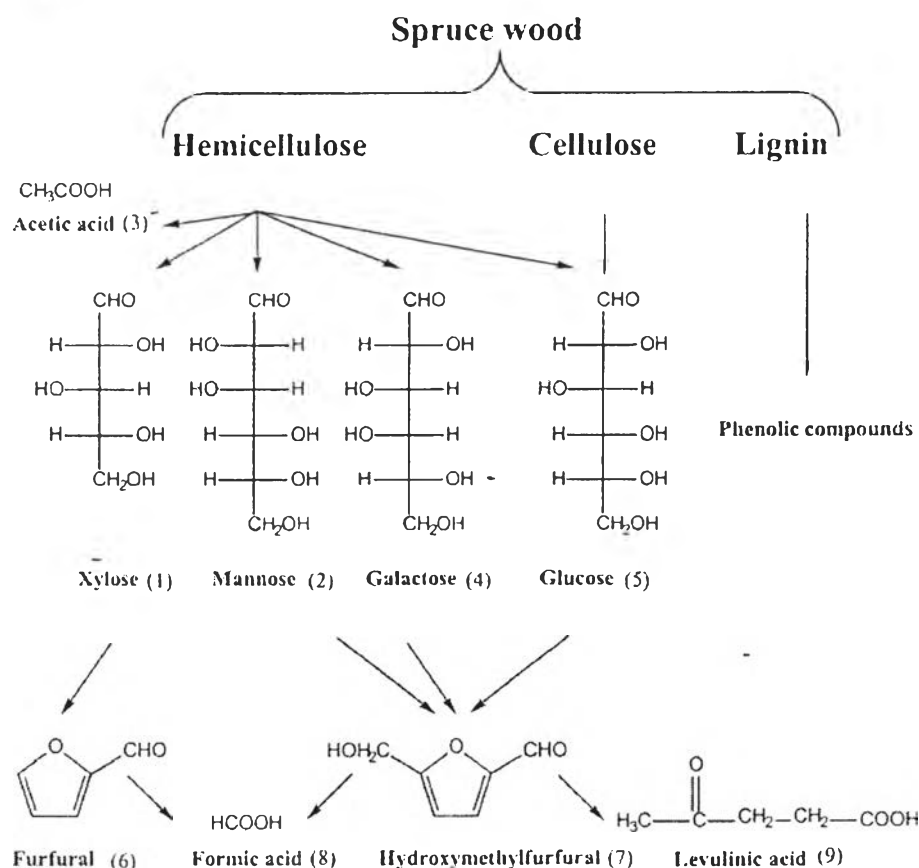 Spruce wood
Hemicellulose Cellulose Lignin
CH₃COOH
Acetic acid (3)
CHO CHO CHO CHO
H OH HO H H OH H OH
HO H HO H HO H HO H
H OH H OH HO H H OH
CH₂OH H OH H OH H OH
CH₂OH CH₂OH CH₂OH
Phenolic compounds
Xylose (1) Mannose (2) Galactose (4) Glucose (5)
O CHO HOH₂C O CHO O
HCOOH H₃C C CH₂ CH₂ COOH
Furfural (6) Formic acid (8) Hydroxymethylfurfural (7) Levulinic acid (9)